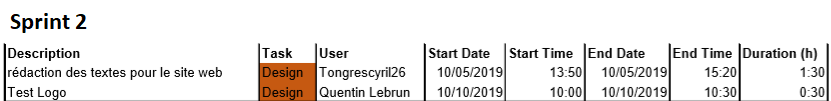 Sprint 2
Description Task User Start Date Start Time End Date End Time Duration (h)
rédaction des textes pour le site web Design Tongrescyril26 10/05/2019 13:50 10/05/2019 15:20 1:30
Test Logo Design Quentin Lebrun 10/10/2019 10:00 10/10/2019 10:30 0:30